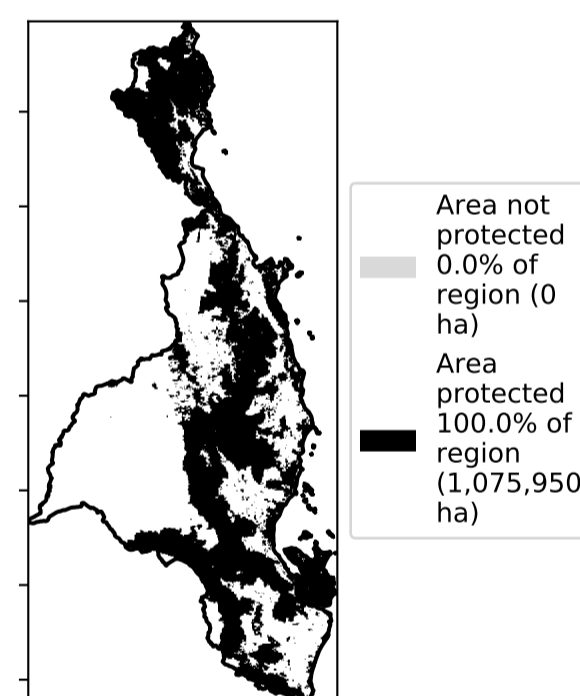 Area not
protected
0.0% of
region (0
ha)
Area
protected
100.0% of
region
(1,075,950
ha)